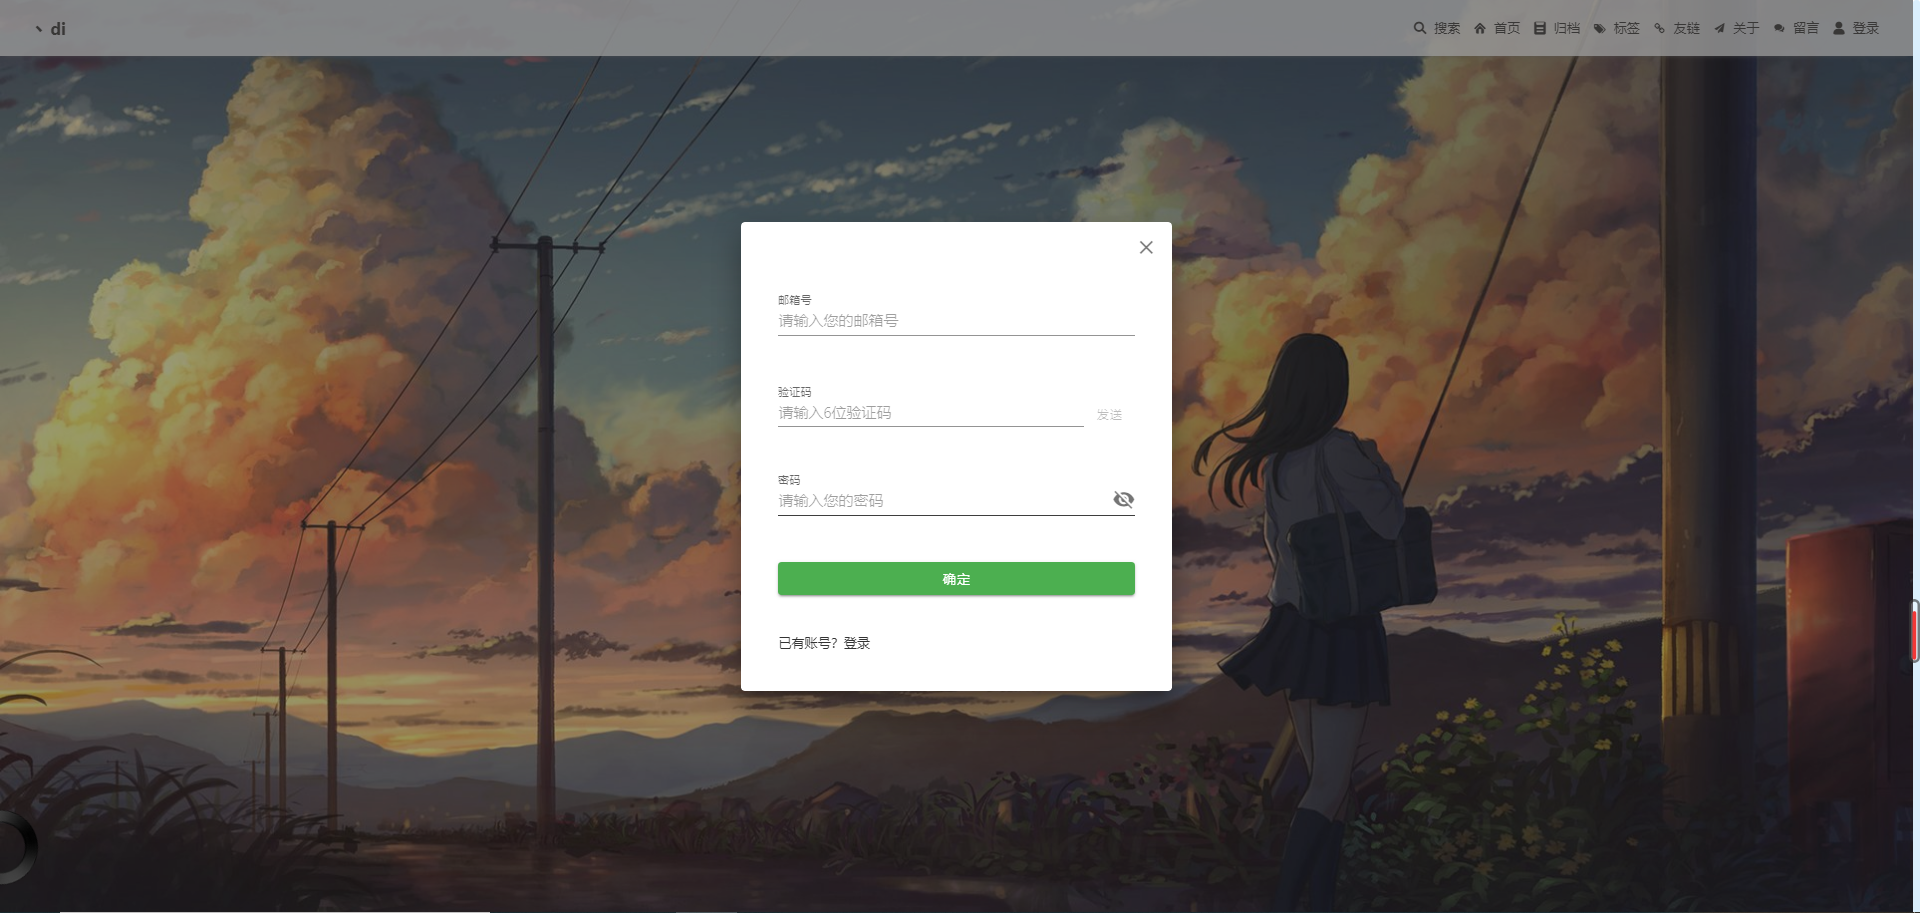 丶di
搜索 首页 归档 标签 友链 关于 留言 登录
邮箱号
请输入您的邮箱号
验证码
请输入6位验证码 发送
密码
请输入您的密码
确定
已有账号？登录